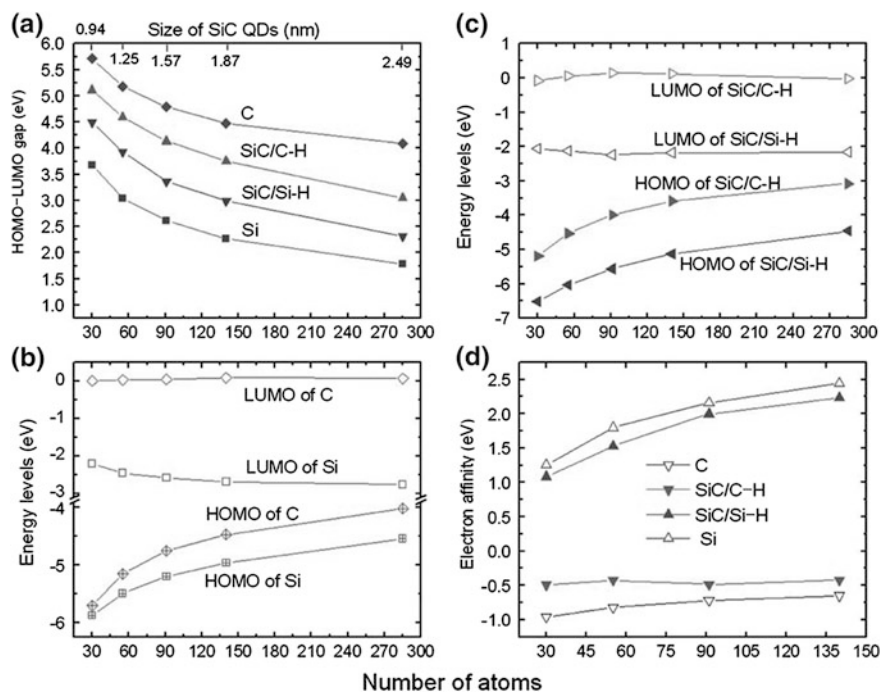 (a)
Size of SiC QDs (nm)
0.94
1.25
1.57
1.87
2.49
6.0
5.5
5.0
4.5
4.0
3.5
3.0
2.5
2.0
1.5
1.0
HOMO-LUMO gap (eV)
C
SiC/C-H
SiC/Si-H
Si
30 60 90 120 150 180 210 240 270 300
(c)
1
0
-1
-2
-3
-4
-5
-6
-7
Energy levels (eV)
LUMO of SiC/C-H
LUMO of SiC/Si-H
HOMO of SiC/C-H
HOMO of SiC/Si-H
30 60 90 120 150 180 210 240 270 300
(b)
0
-1
-2
-3
-4
-5
-6
Energy levels (eV)
LUMO of C
LUMO of Si
HOMO of C
HOMO of Si
30 60 90 120 150 180 210 240 270 300
(d)
2.5
2.0
1.5
1.0
0.5
0.0
-0.5
-1.0
Electron affinity (eV)
C
SiC/C-H
SiC/Si-H
Si
30 45 60 75 90 105 120 135 150
Number of atoms